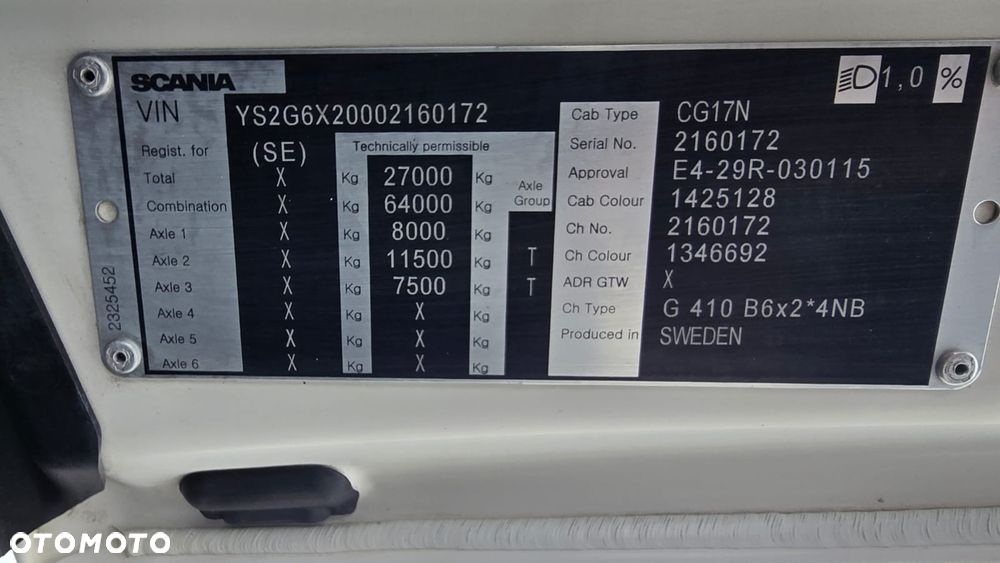 SCANIA
1,0 %
VIN YS2G6X20002160172
Regist. for (SE) Technically permissible
Total X Kg 27000 Kg Axle Group
Combination X Kg 64000 Kg
Axle 1 X Kg 8000 Kg
Axle 2 X Kg 11500 Kg T
Axle 3 X Kg 7500 Kg T
Axle 4 X Kg X Kg
Axle 5 X Kg X Kg
Axle 6 X Kg X Kg
Cab Type CG17N
Serial No. 2160172
Approval E4-29R-030115
Cab Colour 1425128
Ch No. 2160172
Ch Colour 1346692
ADR GTW X
Ch Type G 410 B6x2*4NB
Produced in SWEDEN
2325452
OTOMOTO